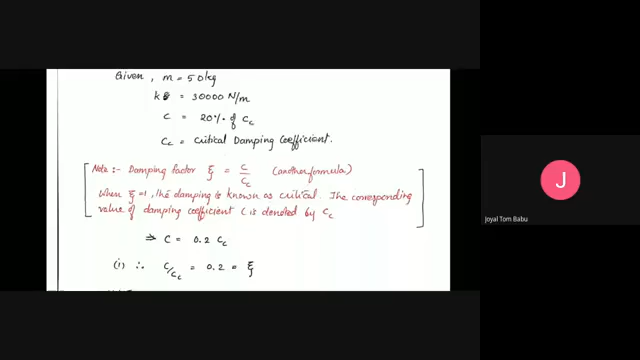 Given, m = 50kg
k = 30000 N/m
C = 20% of Cc
Cc = Critical Damping Coefficient.
Note :- Damping factor ξ = C/Cc (another formula)
When ξ=1, the damping is known as critical. The corresponding
value of damping coefficient C is denoted by Cc
⇒ C = 0.2 Cc
(i) ∴ C/Cc = 0.2 = ξ
J
Joyal Tom Babu